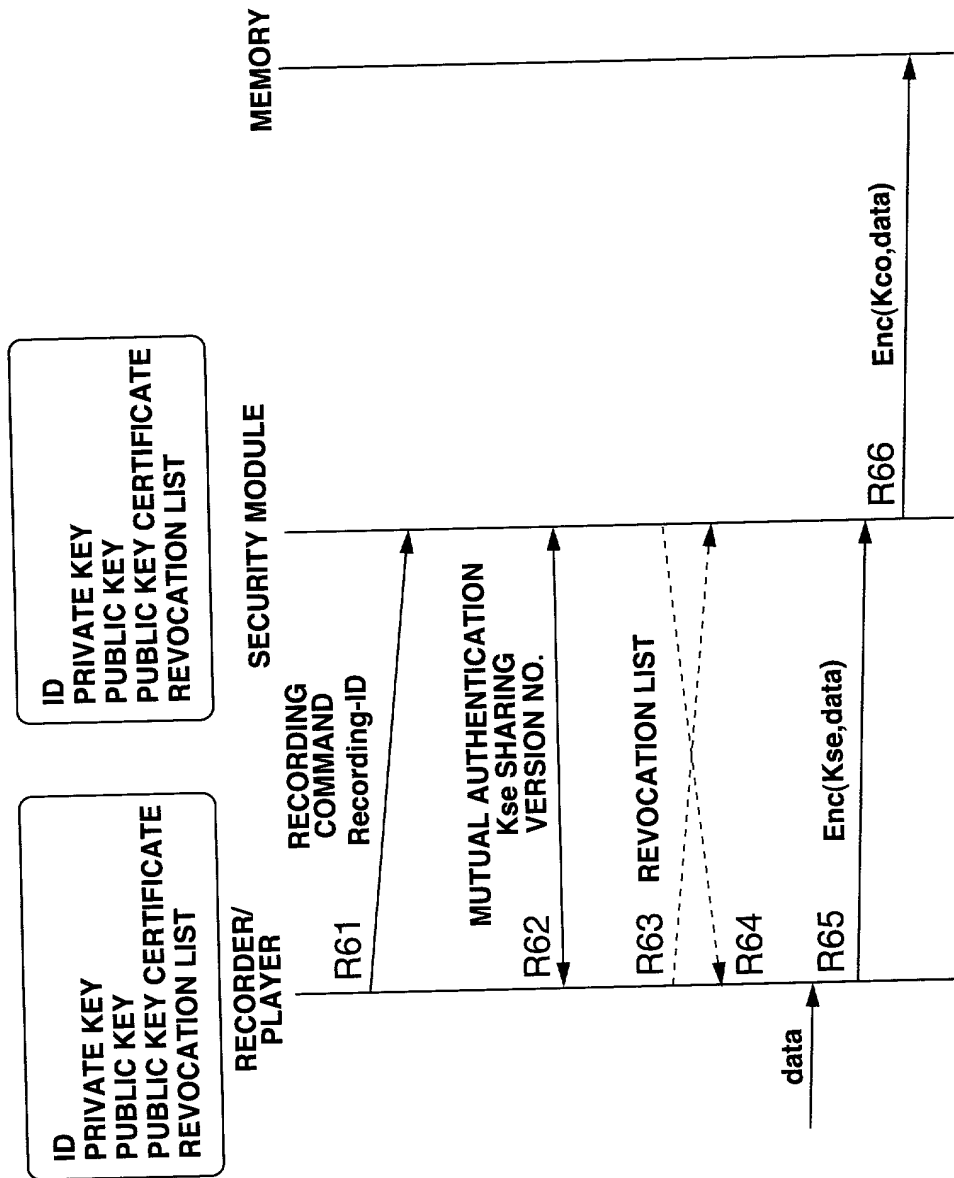 ID
PRIVATE KEY
PUBLIC KEY
PUBLIC KEY CERTIFICATE
REVOCATION LIST
ID
PRIVATE KEY
PUBLIC KEY
PUBLIC KEY CERTIFICATE
REVOCATION LIST
RECORDER/
PLAYER
SECURITY MODULE
MEMORY
R61
RECORDING
COMMAND
Recording-ID
R62
MUTUAL AUTHENTICATION
Kse SHARING
VERSION NO.
R63
REVOCATION LIST
R64
data
R65
Enc(Kse,data)
R66
Enc(Kco,data)